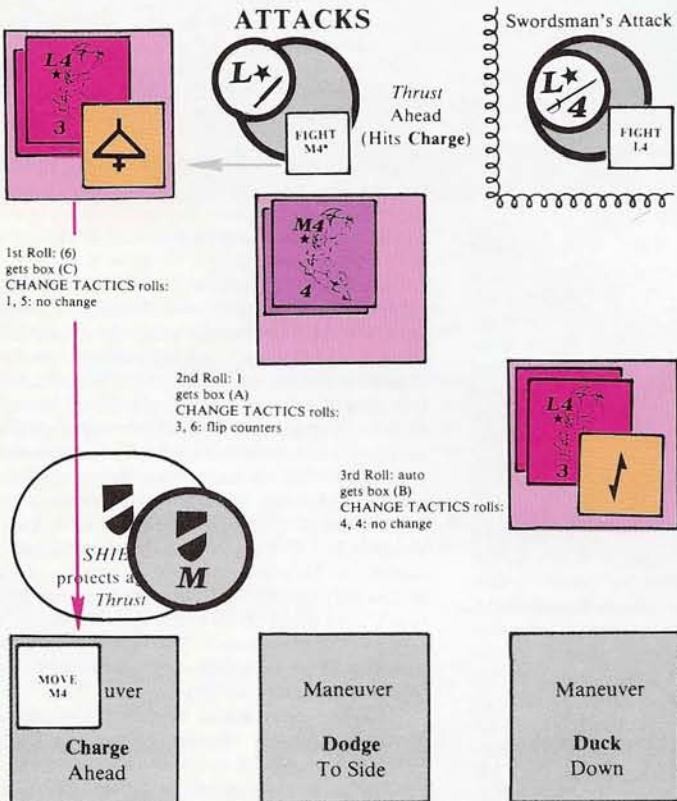 ATTACKS
Swordsman's Attack
L4
3
L
FIGHT
M4*
Thrust
Ahead
(Hits Charge)
L
4
FIGHT
L4
M4
4
1st Roll: (6)
gets box (C)
CHANGE TACTICS rolls:
1, 5: no change
2nd Roll: 1
gets box (A)
CHANGE TACTICS rolls:
3, 6: flip counters
L4
3
3rd Roll: auto
gets box (B)
CHANGE TACTICS rolls:
4, 4: no change
SHIE
protects a
Thrust
M
MOVE
M4
uver
Charge
Ahead
Maneuver
Dodge
To Side
Maneuver
Duck
Down